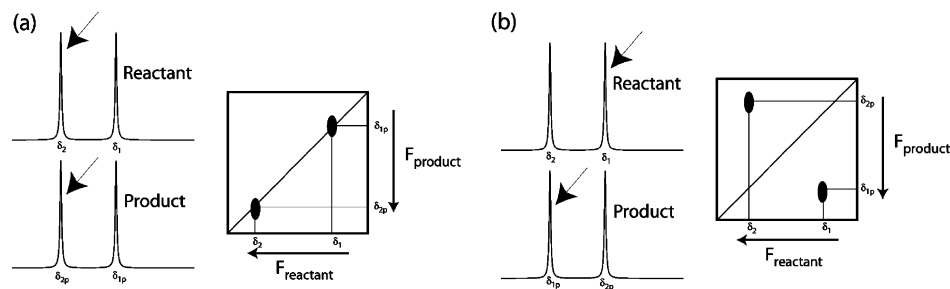 (a)
Reactant
δ₂ δ₁
Product
δ₂ₚ δ₁ₚ
δ₁ₚ
Fproduct
δ₂ₚ
δ₂ δ₁
Freactant
(b)
Reactant
δ₂ δ₁
Product
δ₁ₚ δ₂ₚ
δ₂ₚ
Fproduct
δ₁ₚ
δ₂ δ₁
Freactant